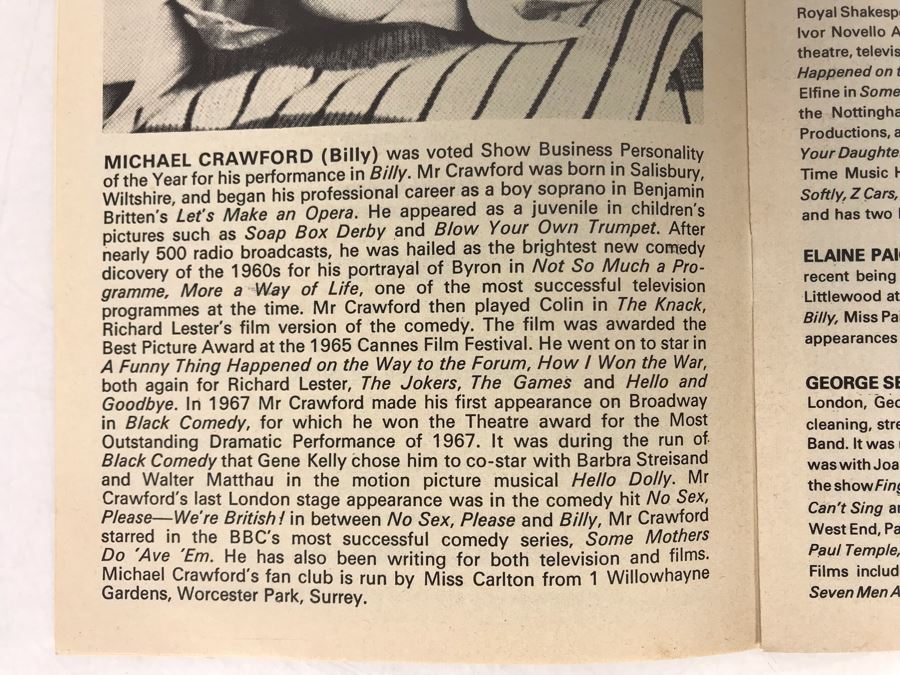 MICHAEL CRAWFORD (Billy) was voted Show Business Personality
of the Year for his performance in Billy. Mr Crawford was born in Salisbury,
Wiltshire, and began his professional career as a boy soprano in Benjamin
Britten's Let's Make an Opera. He appeared as a juvenile in children's
pictures such as Soap Box Derby and Blow Your Own Trumpet. After
nearly 500 radio broadcasts, he was hailed as the brightest new comedy
dicovery of the 1960s for his portrayal of Byron in Not So Much a Pro-
gramme, More a Way of Life, one of the most successful television
programmes at the time. Mr Crawford then played Colin in The Knack,
Richard Lester's film version of the comedy. The film was awarded the
Best Picture Award at the 1965 Cannes Film Festival. He went on to star in
A Funny Thing Happened on the Way to the Forum, How I Won the War,
both again for Richard Lester, The Jokers, The Games and Hello and
Goodbye. In 1967 Mr Crawford made his first appearance on Broadway
in Black Comedy, for which he won the Theatre award for the Most
Outstanding Dramatic Performance of 1967. It was during the run of
Black Comedy that Gene Kelly chose him to co-star with Barbra Streisand
and Walter Matthau in the motion picture musical Hello Dolly. Mr
Crawford's last London stage appearance was in the comedy hit No Sex,
Please—We're British! in between No Sex, Please and Billy, Mr Crawford
starred in the BBC's most successful comedy series, Some Mothers
Do 'Ave 'Em. He has also been writing for both television and films.
Michael Crawford's fan club is run by Miss Carlton from 1 Willowhayne
Gardens, Worcester Park, Surrey.
Royal
Ivor Novello
theatre,
Happened on
Elfine in
the
Productions,
Your
Time Music
Softly, Z Cars,
and has two
ELAINE
recent being
Littlewood at
Billy, Miss
appearances
GEORGE
London,
cleaning,
Band. It was
was with
the show
Can't Sing
West End,
Paul Temple,
Films
Seven Men